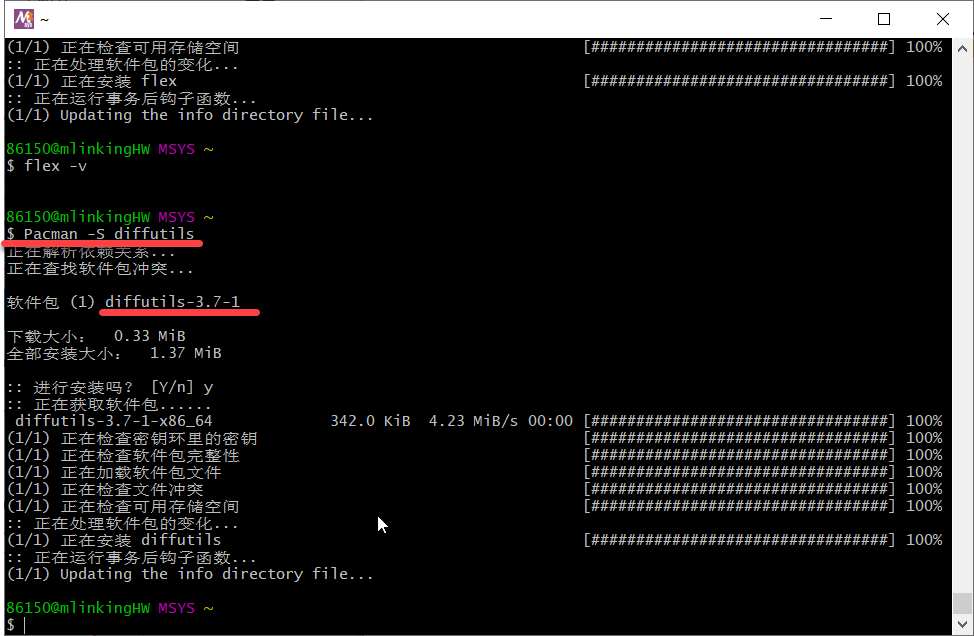 ~
(1/1) 正在检查可用存储空间 [################################] 100%
:: 正在处理软件包的变化...
(1/1) 正在安装 flex [################################] 100%
:: 正在运行事务后钩子函数...
(1/1) Updating the info directory file...
86150@mlinkingHW MSYS ~
$ flex -v
86150@mlinkingHW MSYS ~
$ Pacman -S diffutils
正在解析依赖关系...
正在查找软件包冲突...
软件包 (1) diffutils-3.7-1
下载大小: 0.33 MiB
全部安装大小: 1.37 MiB
:: 进行安装吗? [Y/n] y
:: 正在获取软件包......
diffutils-3.7-1-x86_64 342.0 KiB 4.23 MiB/s 00:00 [################################] 100%
(1/1) 正在检查密钥环里的密钥 [################################] 100%
(1/1) 正在检查软件包完整性 [################################] 100%
(1/1) 正在加载软件包文件 [################################] 100%
(1/1) 正在检查文件冲突 [################################] 100%
(1/1) 正在检查可用存储空间 [################################] 100%
:: 正在处理软件包的变化...
(1/1) 正在安装 diffutils [################################] 100%
:: 正在运行事务后钩子函数...
(1/1) Updating the info directory file...
86150@mlinkingHW MSYS ~
$